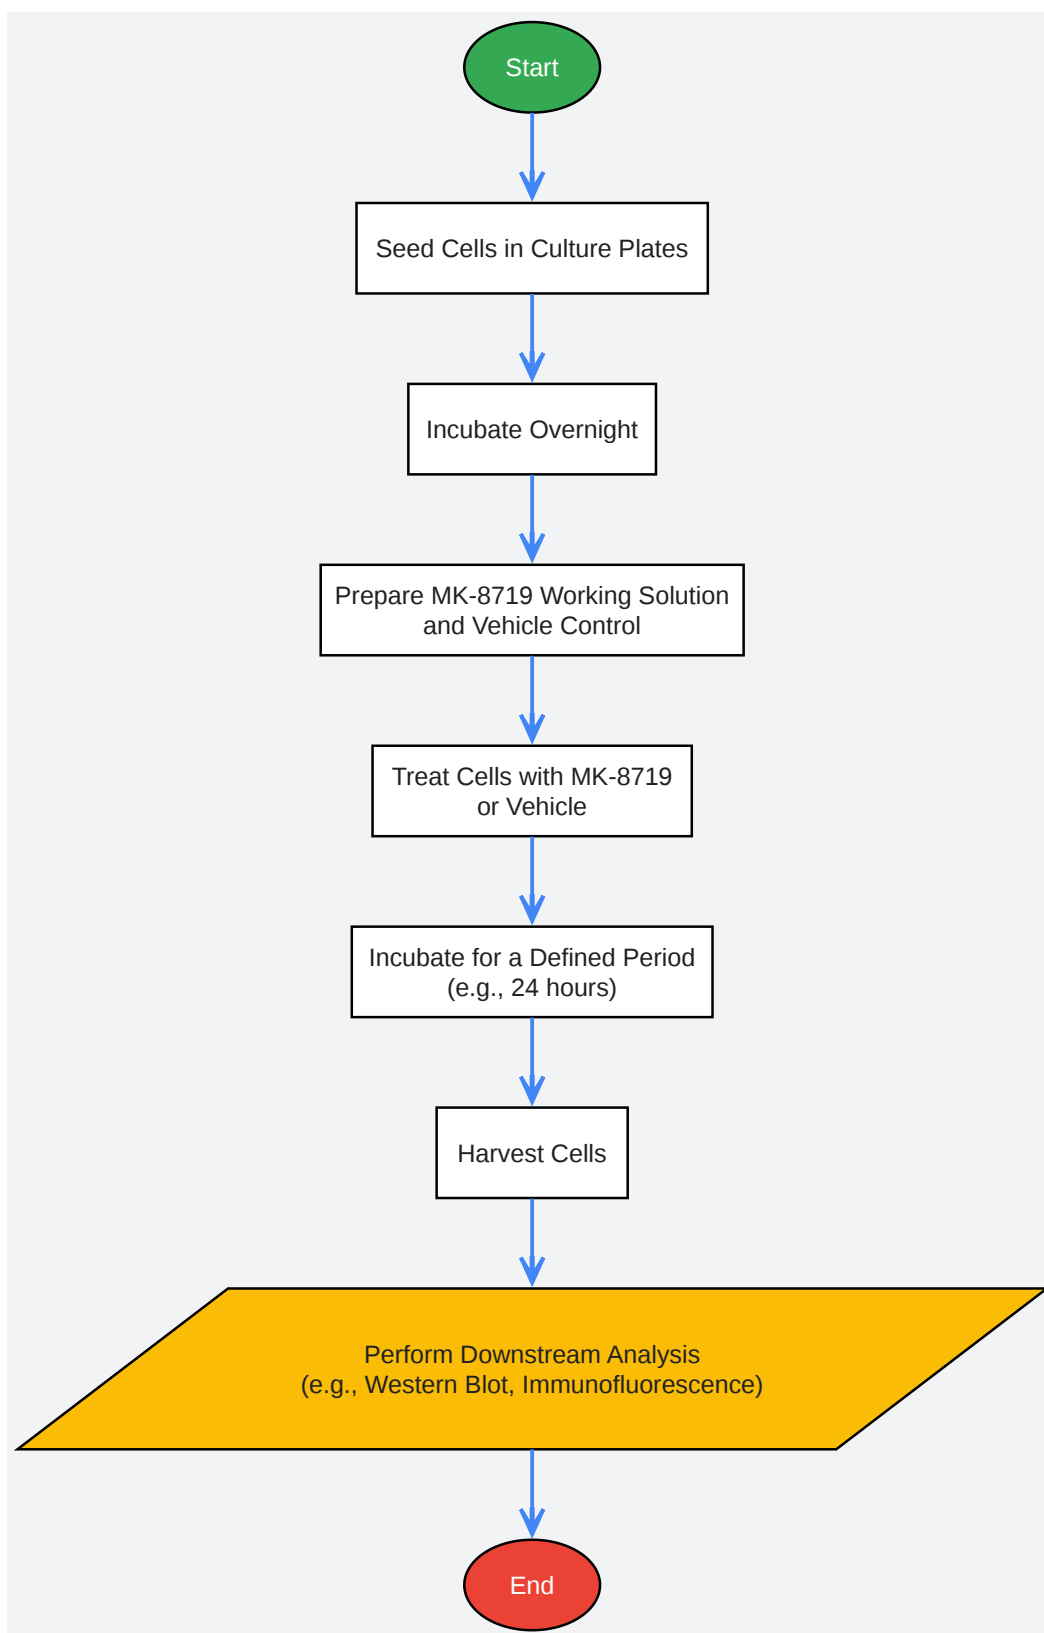 Start
Seed Cells in Culture Plates
Incubate Overnight
Prepare MK-8719 Working Solution
and Vehicle Control
Treat Cells with MK-8719
or Vehicle
Incubate for a Defined Period
(e.g., 24 hours)
Harvest Cells
Perform Downstream Analysis
(e.g., Western Blot, Immunofluorescence)
End